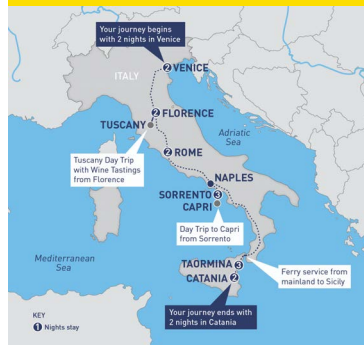 Your journey begins
with 2 nights in Venice
2 VENICE
ITALY
2 FLORENCE
TUSCANY
Adriatic
Sea
Tuscany Day Trip
with Wine Tastings
from Florence
2 ROME
NAPLES
SORRENTO 3
CAPRI
Day Trip to Capri
from Sorrento
Mediterranean
Sea
TAORMINA 3
CATANIA 2
Ferry service from
mainland to Sicily
Your journey ends with
2 nights in Catania
KEY
1 Nights stay